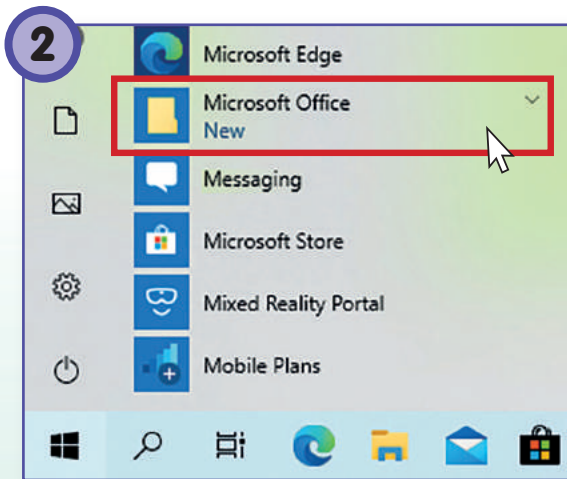 2
Microsoft Edge
Microsoft Office
New
Messaging
Microsoft Store
Mixed Reality Portal
Mobile Plans